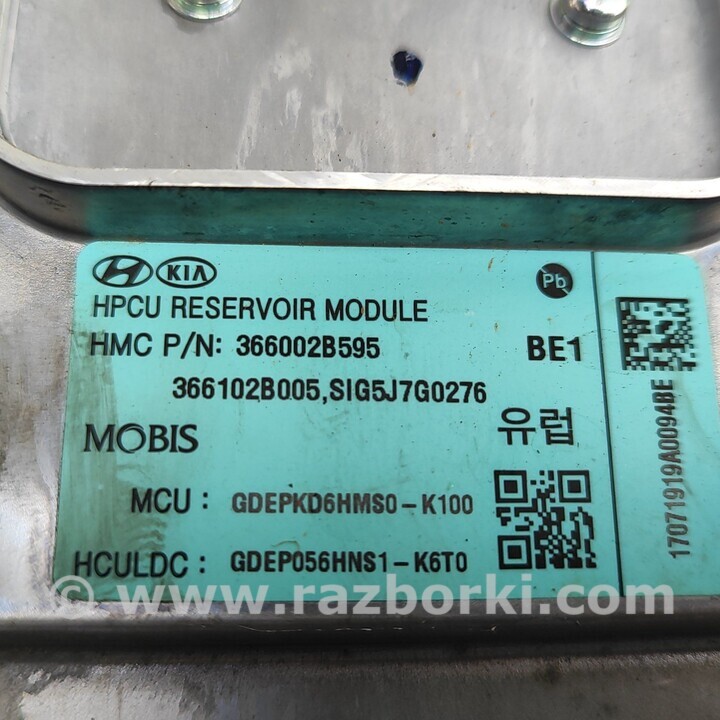 KIA
Pb
HPCU RESERVOIR MODULE
HMC P/N: 366002B595 BE1
366102B005,SIG5J7G0276
MOBIS 유럽
MCU : GDEPKD6HMS0-K100
HCULDC : GDEP056HNS1-K6T0
17071919A0094BE
© www.razborki.com